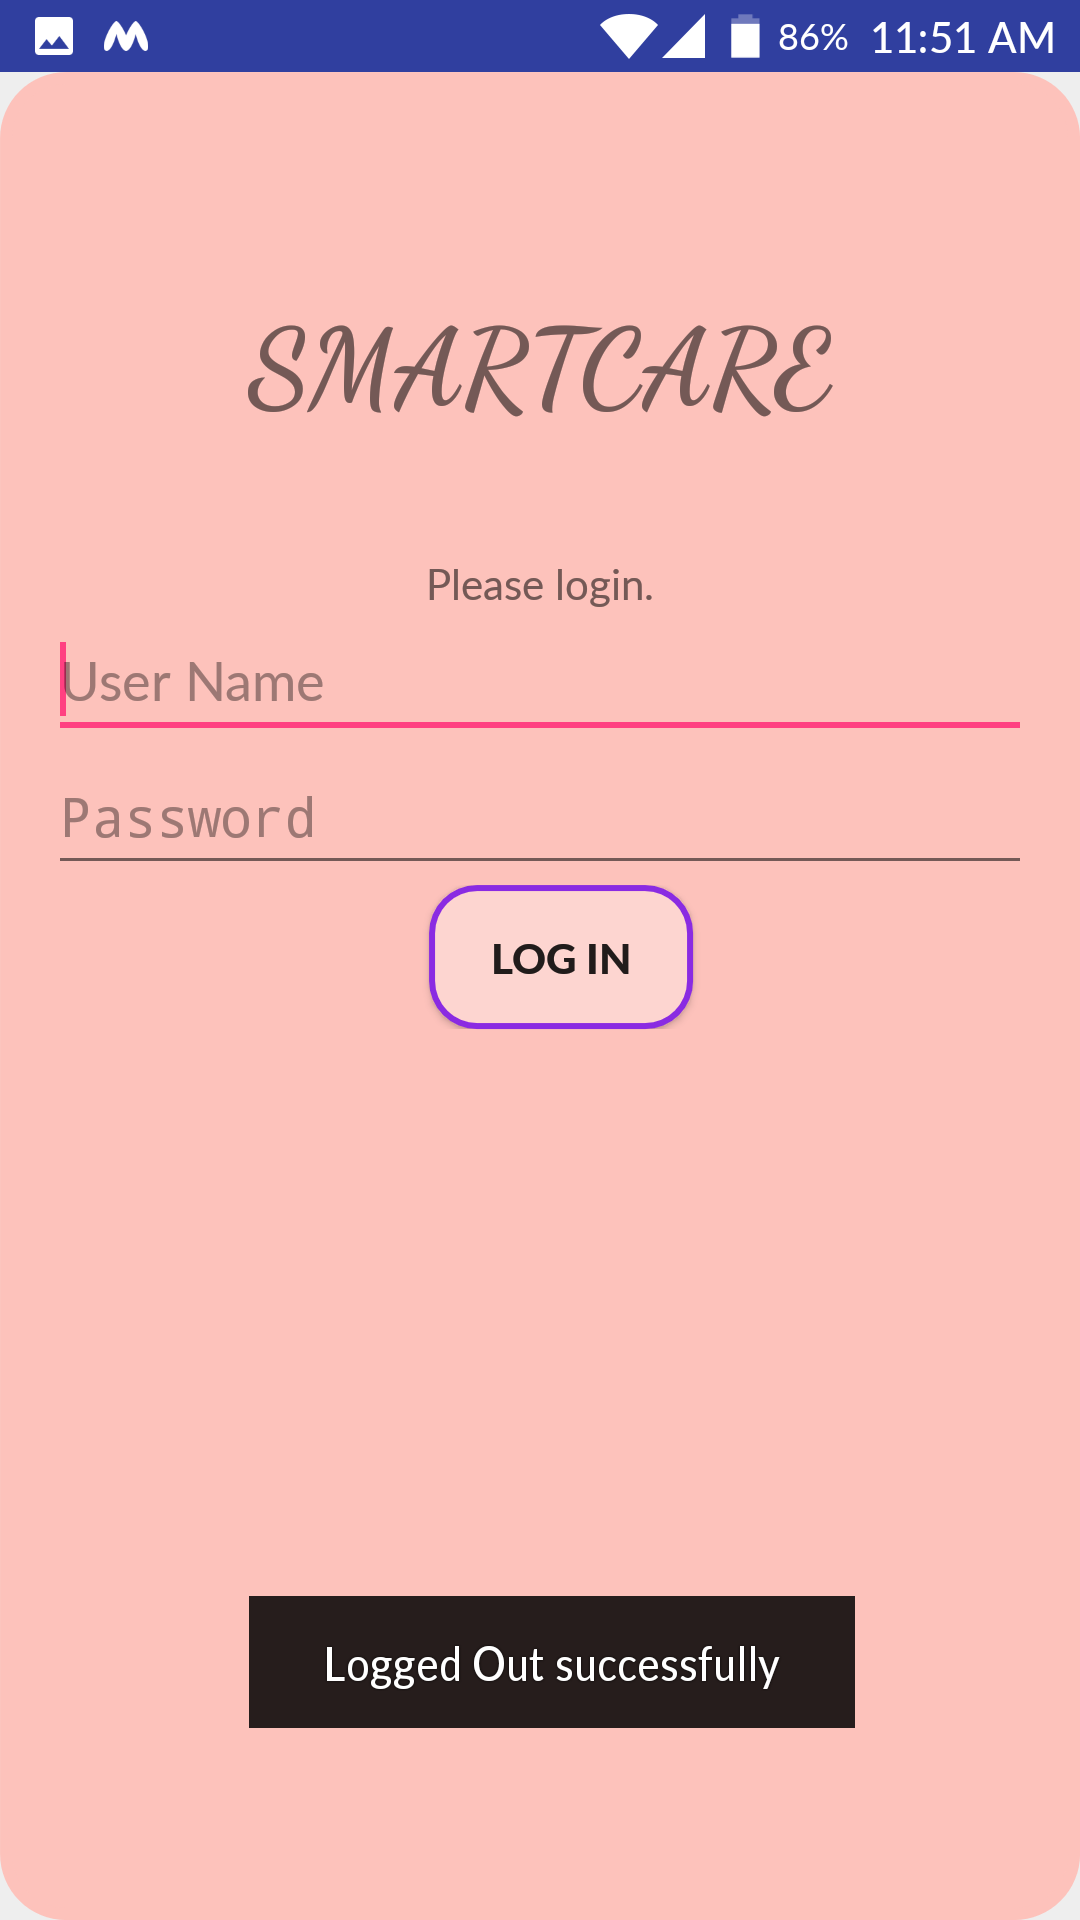 86% 11:51 AM
SMARTCARE
Please login.
User Name
Password
LOG IN
Logged Out successfully